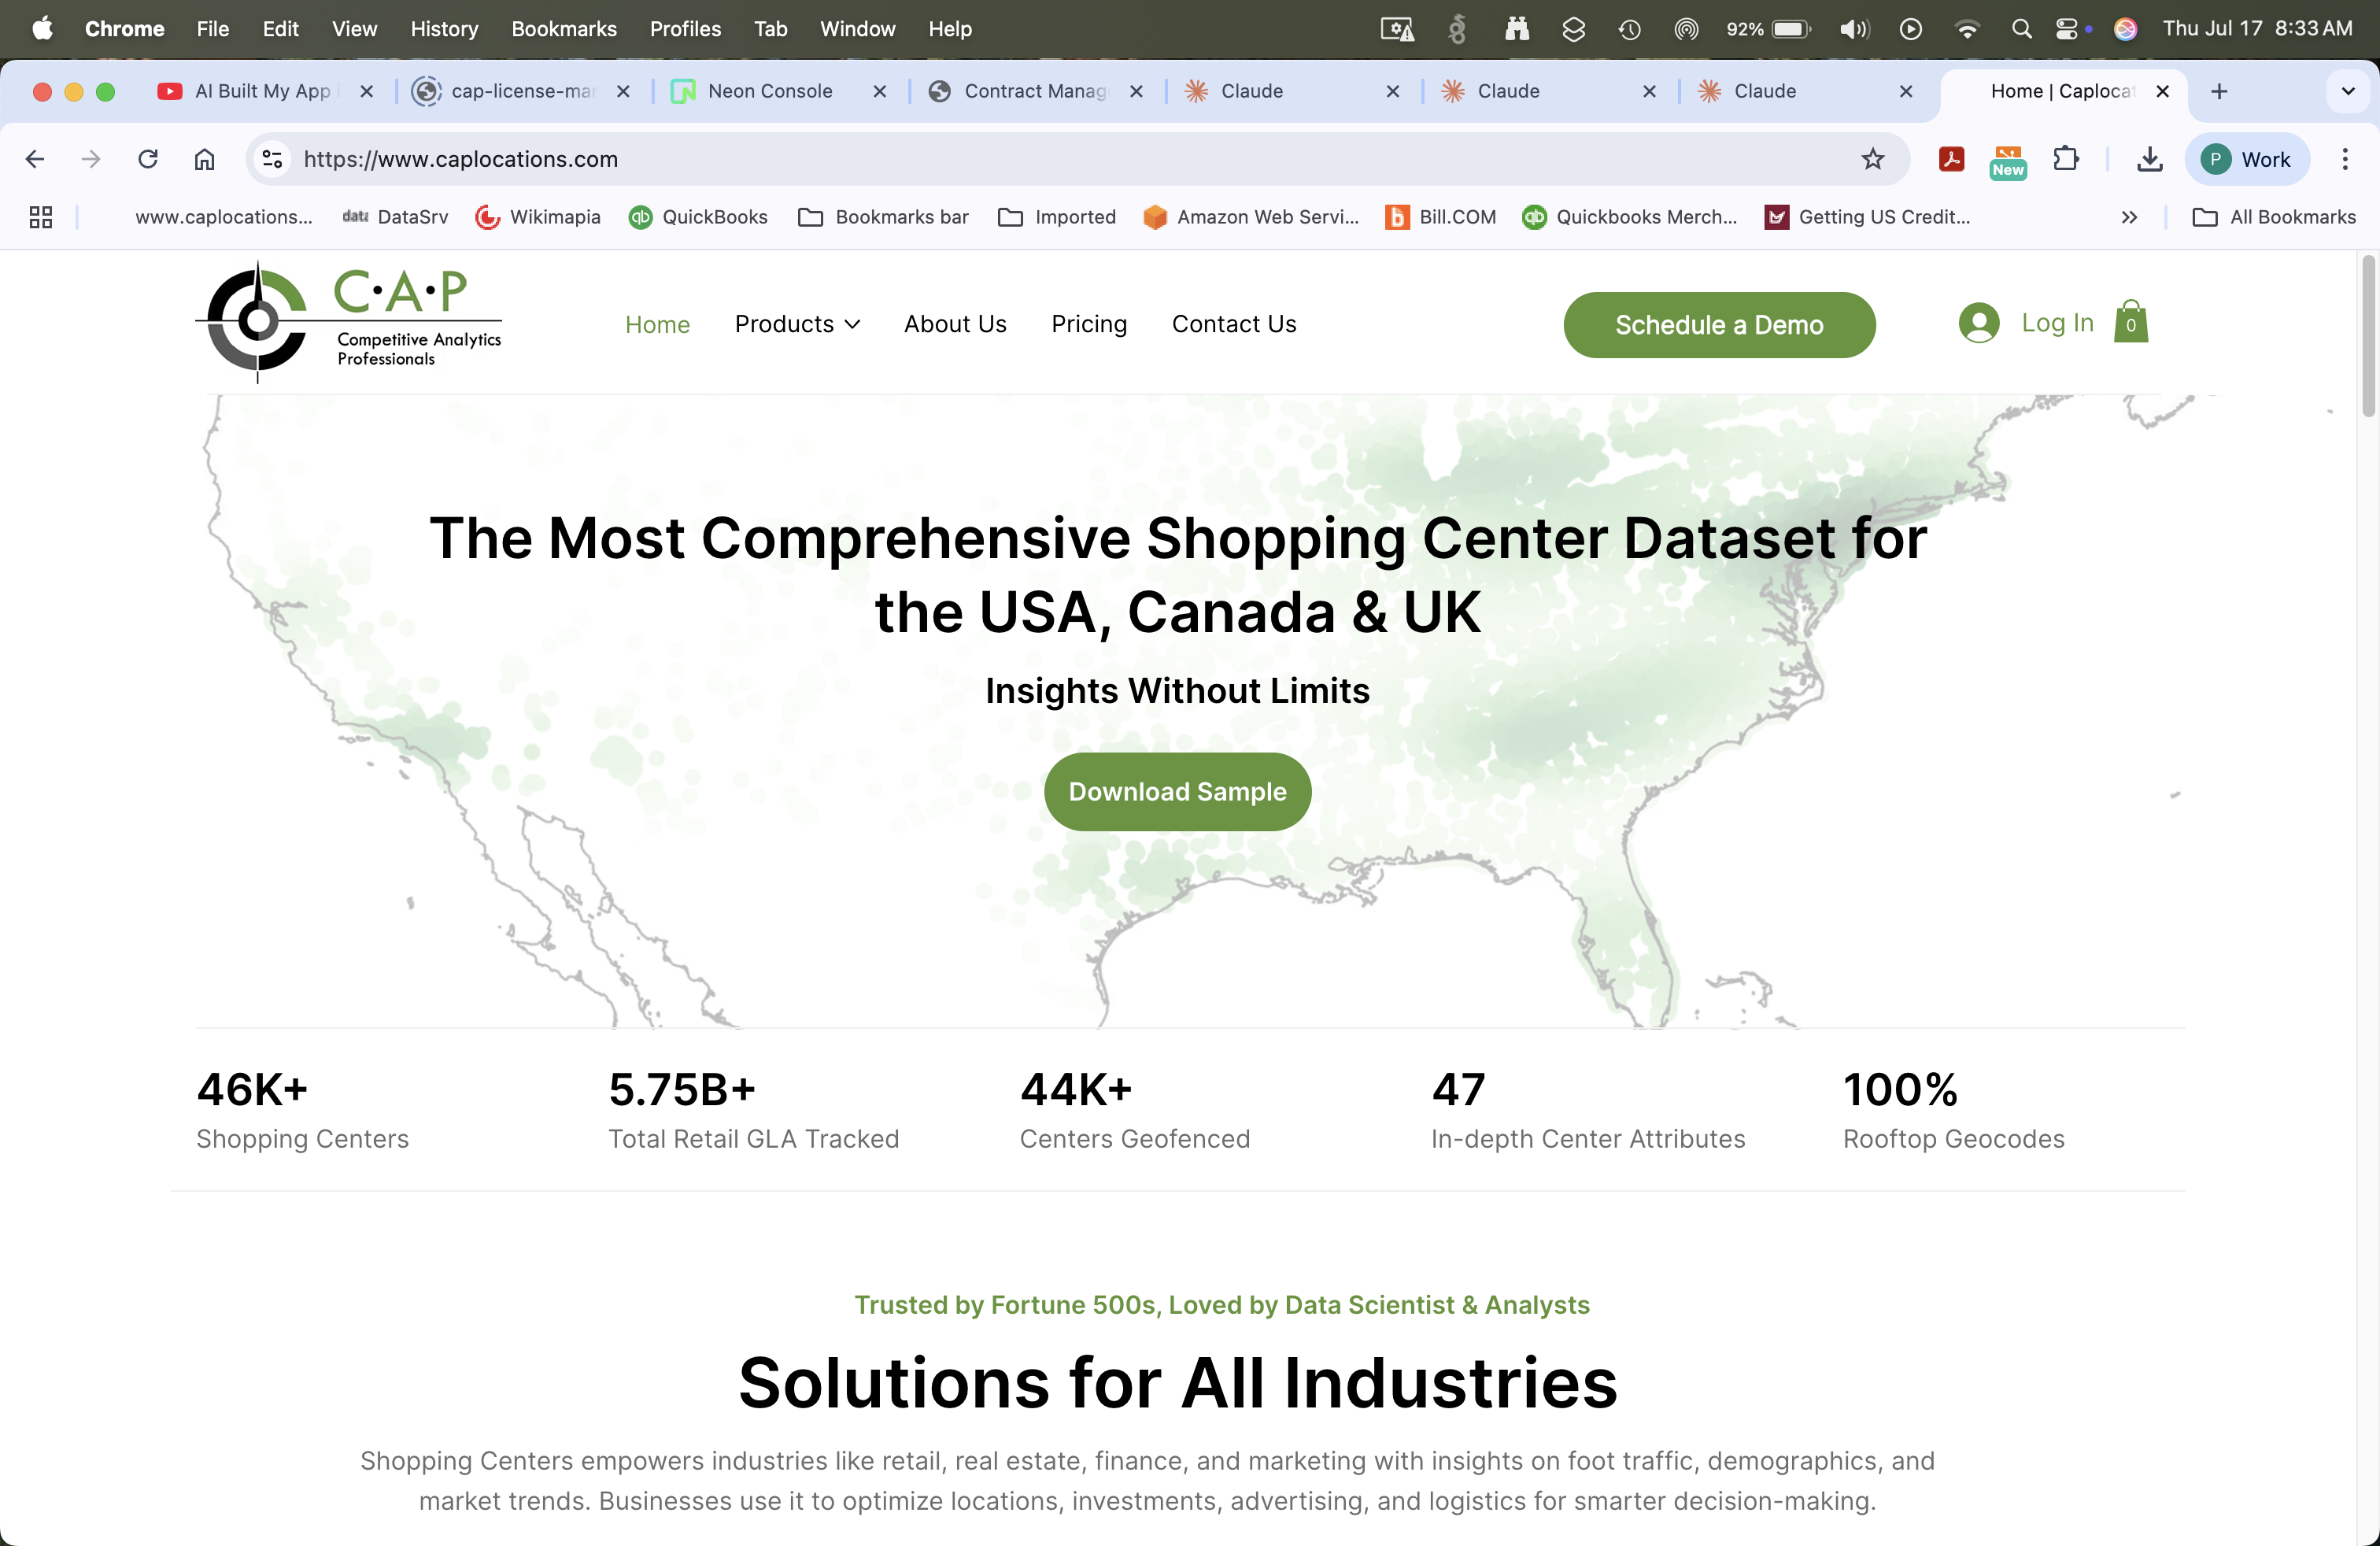 Chrome File Edit View History Bookmarks Profiles Tab Window Help 92% Thu Jul 17 8:33 AM
AI Built My App cap-license-mar Neon Console Contract Manag Claude Claude Claude Home | Caploca
https://www.caplocations.com New P Work
www.caplocations... data DataSrv Wikimapia qb QuickBooks Bookmarks bar Imported Amazon Web Servi... b Bill.COM qb Quickbooks Merch... Getting US Credit... All Bookmarks
C·A·P
Competitive Analytics
Professionals
Home Products About Us Pricing Contact Us Schedule a Demo Log In 0
The Most Comprehensive Shopping Center Dataset for
the USA, Canada & UK
Insights Without Limits
Download Sample
46K+ 5.75B+ 44K+ 47 100%
Shopping Centers Total Retail GLA Tracked Centers Geofenced In-depth Center Attributes Rooftop Geocodes
Trusted by Fortune 500s, Loved by Data Scientist & Analysts
Solutions for All Industries
Shopping Centers empowers industries like retail, real estate, finance, and marketing with insights on foot traffic, demographics, and
market trends. Businesses use it to optimize locations, investments, advertising, and logistics for smarter decision-making.